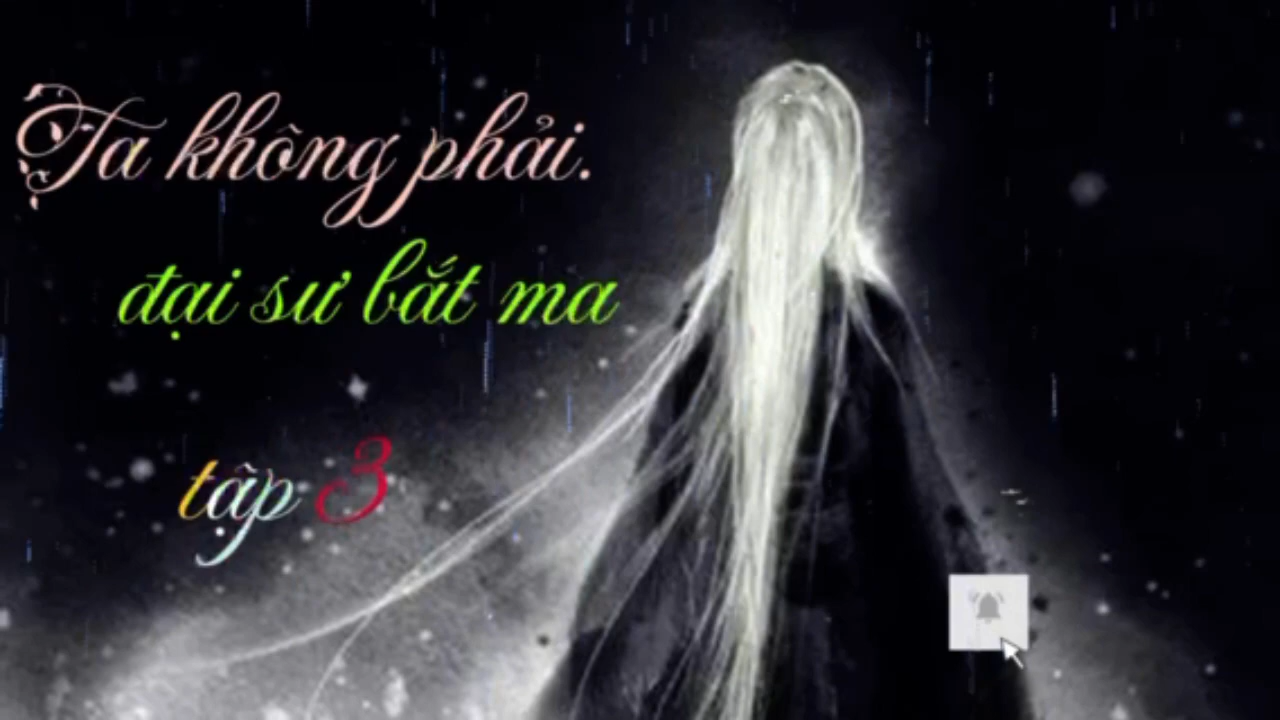 Ta không phải.
đại sư bắt ma
tập 3